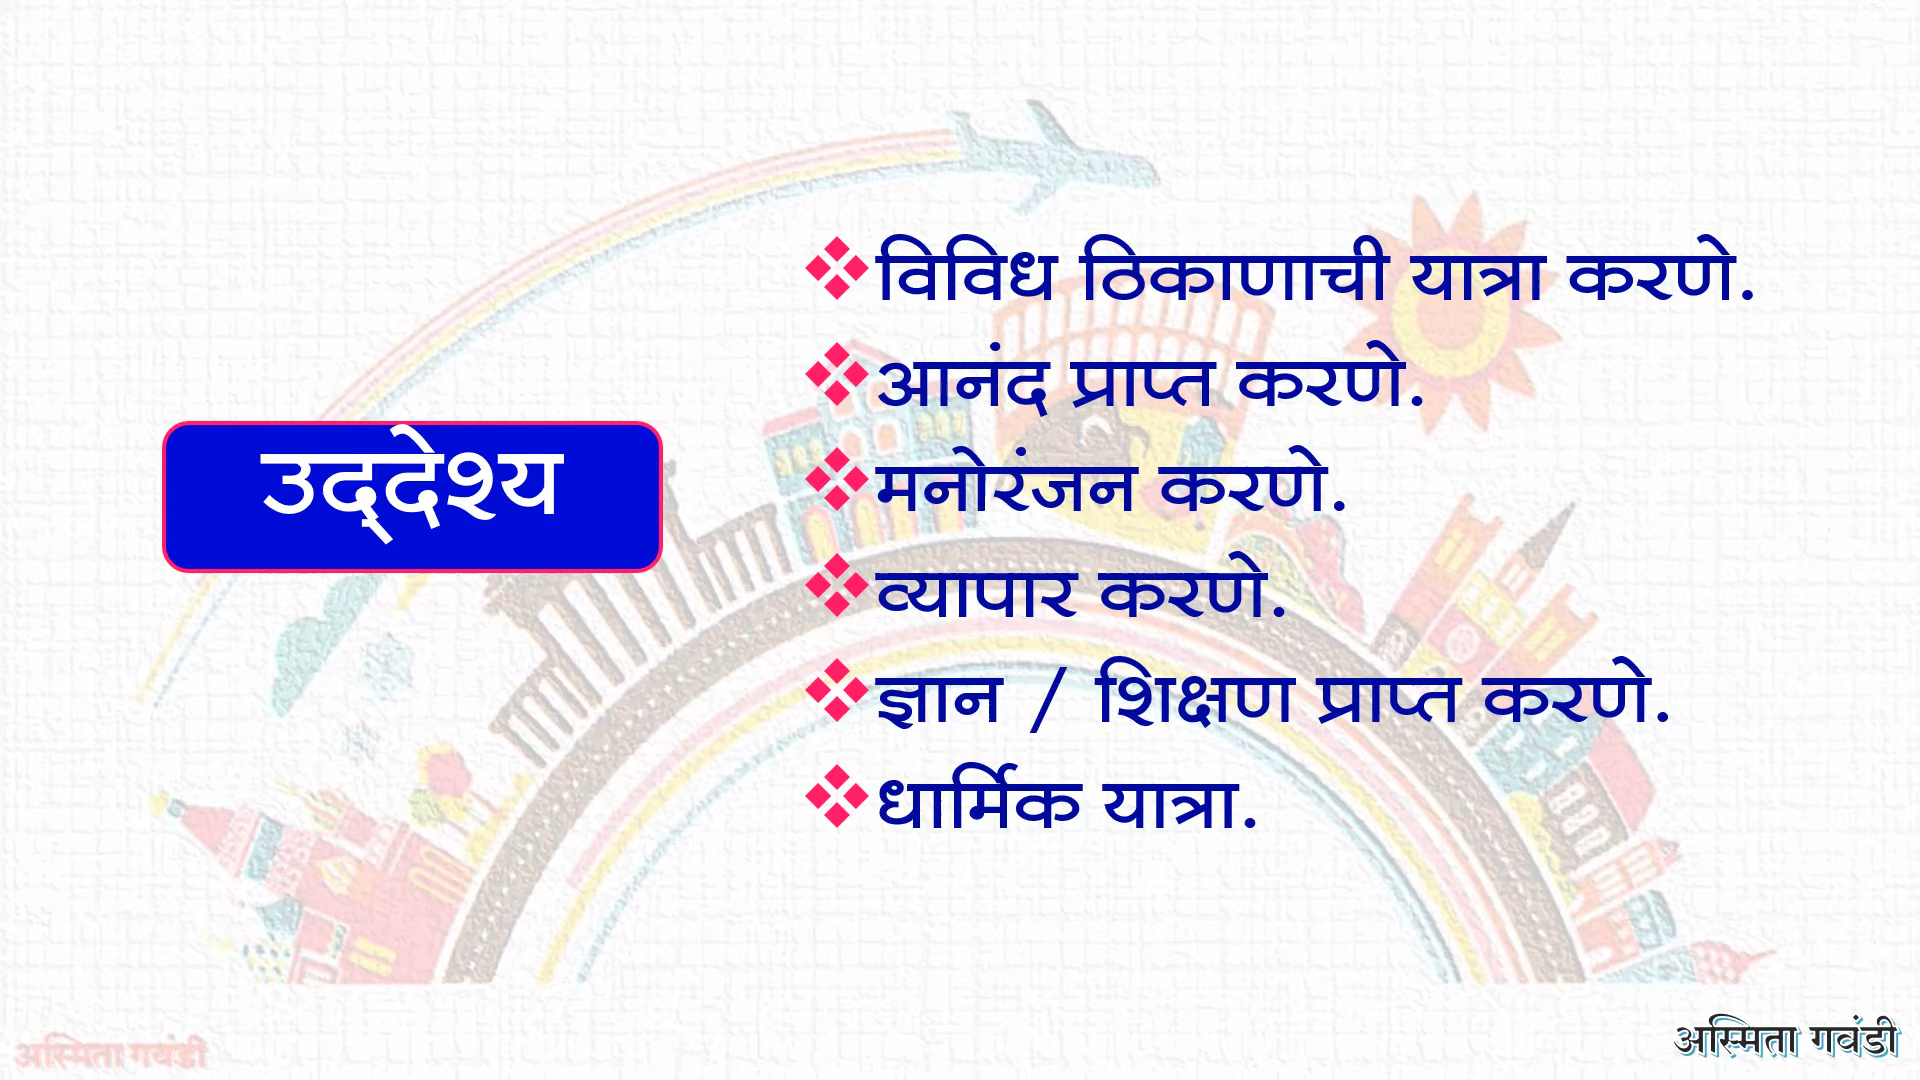 उद्‌देश्य
❖विविध ठिकाणाची यात्रा करणे.
❖आनंद प्राप्त करणे.
❖मनोरंजन करणे.
❖व्यापार करणे.
❖ज्ञान / शिक्षण प्राप्त करणे.
❖धार्मिक यात्रा.
अस्मिता गवंडी
अस्मिता गवंडी